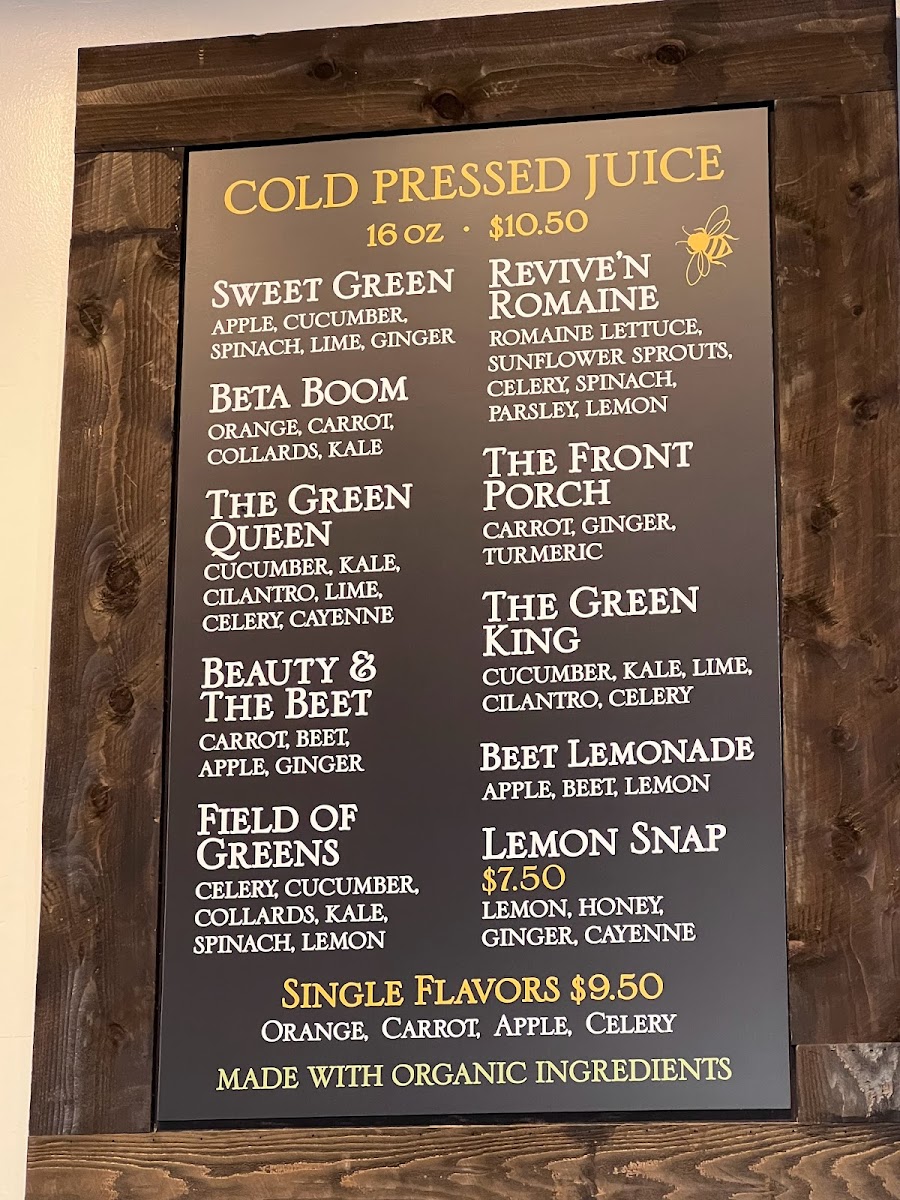 COLD PRESSED JUICE
16 OZ · $10.50
SWEET GREEN
APPLE, CUCUMBER,
SPINACH, LIME, GINGER
BETA BOOM
ORANGE, CARROT,
COLLARDS, KALE
THE GREEN
QUEEN
CUCUMBER, KALE,
CILANTRO, LIME,
CELERY, CAYENNE
BEAUTY &
THE BEET
CARROT, BEET,
APPLE, GINGER
FIELD OF
GREENS
CELERY, CUCUMBER,
COLLARDS, KALE,
SPINACH, LEMON
REVIVE'N
ROMAINE
ROMAINE LETTUCE,
SUNFLOWER SPROUTS,
CELERY, SPINACH,
PARSLEY, LEMON
THE FRONT
PORCH
CARROT, GINGER,
TURMERIC
THE GREEN
KING
CUCUMBER, KALE, LIME,
CILANTRO, CELERY
BEET LEMONADE
APPLE, BEET, LEMON
LEMON SNAP
$7.50
LEMON, HONEY,
GINGER, CAYENNE
SINGLE FLAVORS $9.50
ORANGE, CARROT, APPLE, CELERY
MADE WITH ORGANIC INGREDIENTS